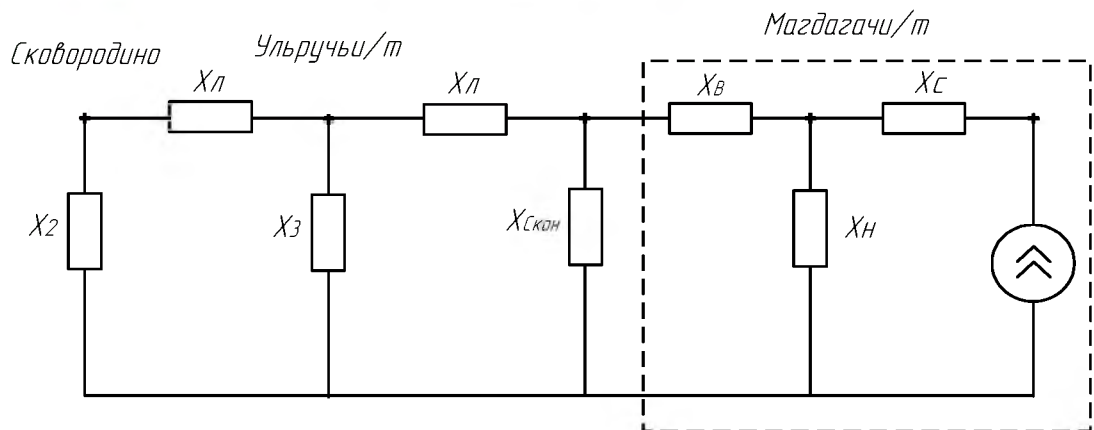 Магдагачи/т
Сковородино
Ульручьи/т
Xл
Xл
Xв
Xс
X2
X3
XСкон
Xн